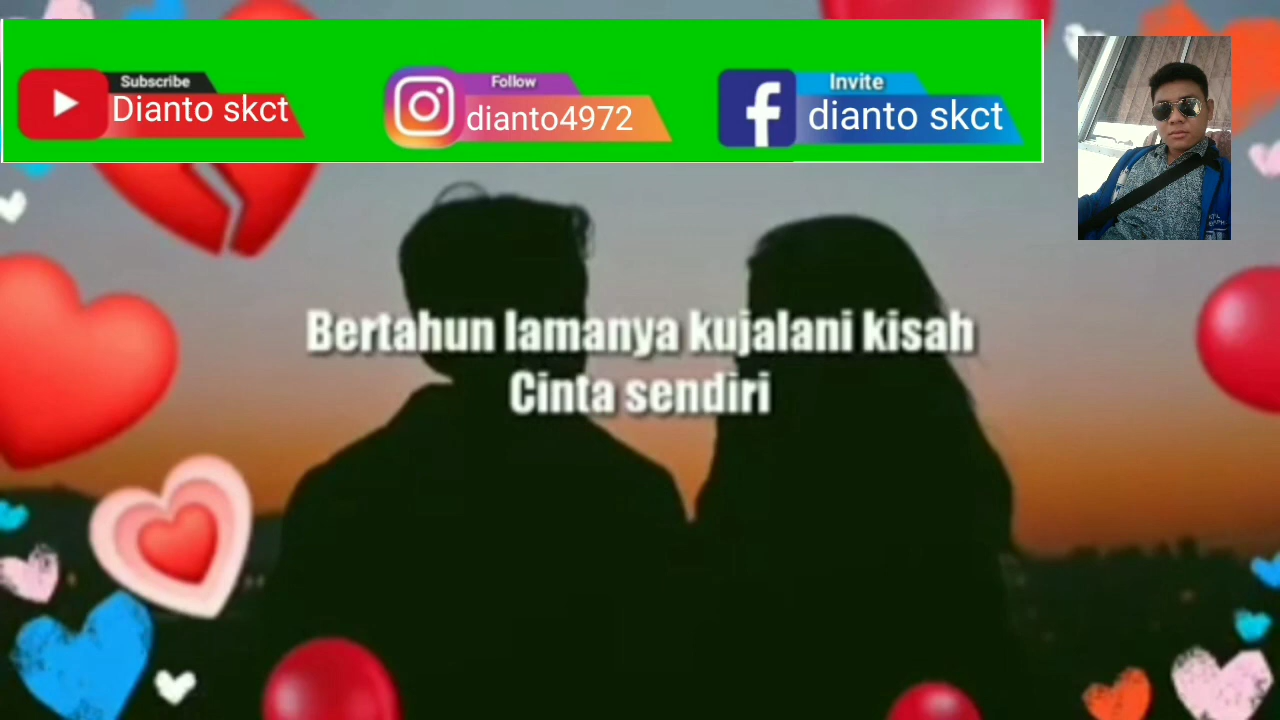 Subscribe
Dianto skct
Follow
dianto4972
Invite
dianto skct
Bertahun lamanya kujalani kisah
Cinta sendiri